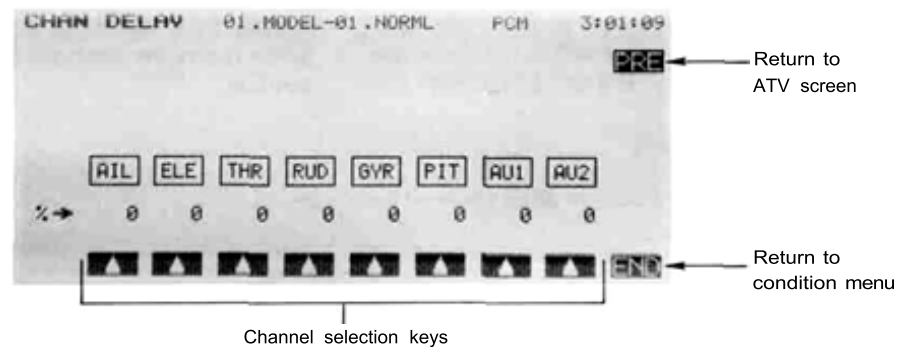 CHAN DELAY 01.MODEL-01.NORML PCM 3:01:09
PRE
Return to
ATV screen
AIL ELE THR RUD GYR PIT AU1 AU2
%→ 0 0 0 0 0 0 0 0
END
Return to
condition menu
Channel selection keys